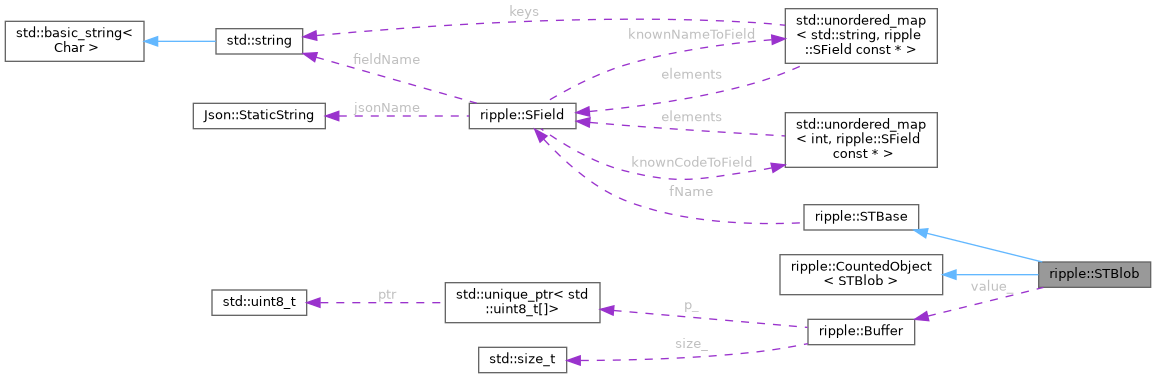 keys
std::basic_string<
Char >
std::string
std::unordered_map
< std::string, ripple
::SField const * >
knownNameToField
fieldName
elements
Json::StaticString
jsonName
ripple::SField
elements
std::unordered_map
< int, ripple::SField
const * >
knownCodeToField
fName
ripple::STBase
ripple::CountedObject
< STBlob >
ripple::STBlob
value_
std::uint8_t
ptr
std::unique_ptr< std
::uint8_t[]>
p_
ripple::Buffer
size_
std::size_t